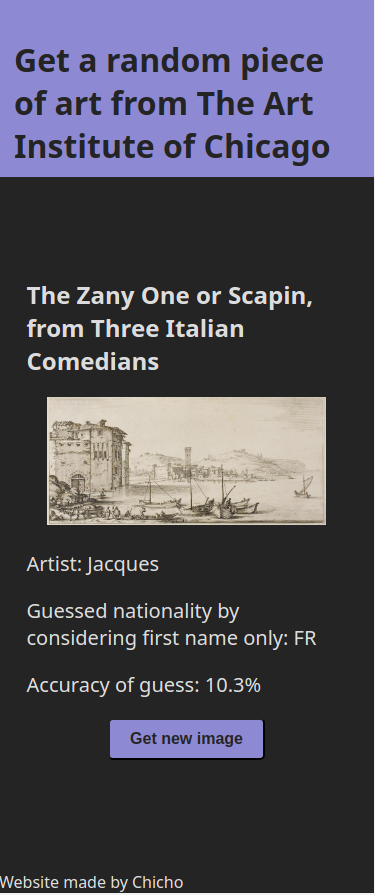 Get a random piece
of art from The Art
Institute of Chicago
The Zany One or Scapin,
from Three Italian
Comedians
Artist: Jacques
Guessed nationality by
considering first name only: FR
Accuracy of guess: 10.3%
Get new image
Website made by Chicho